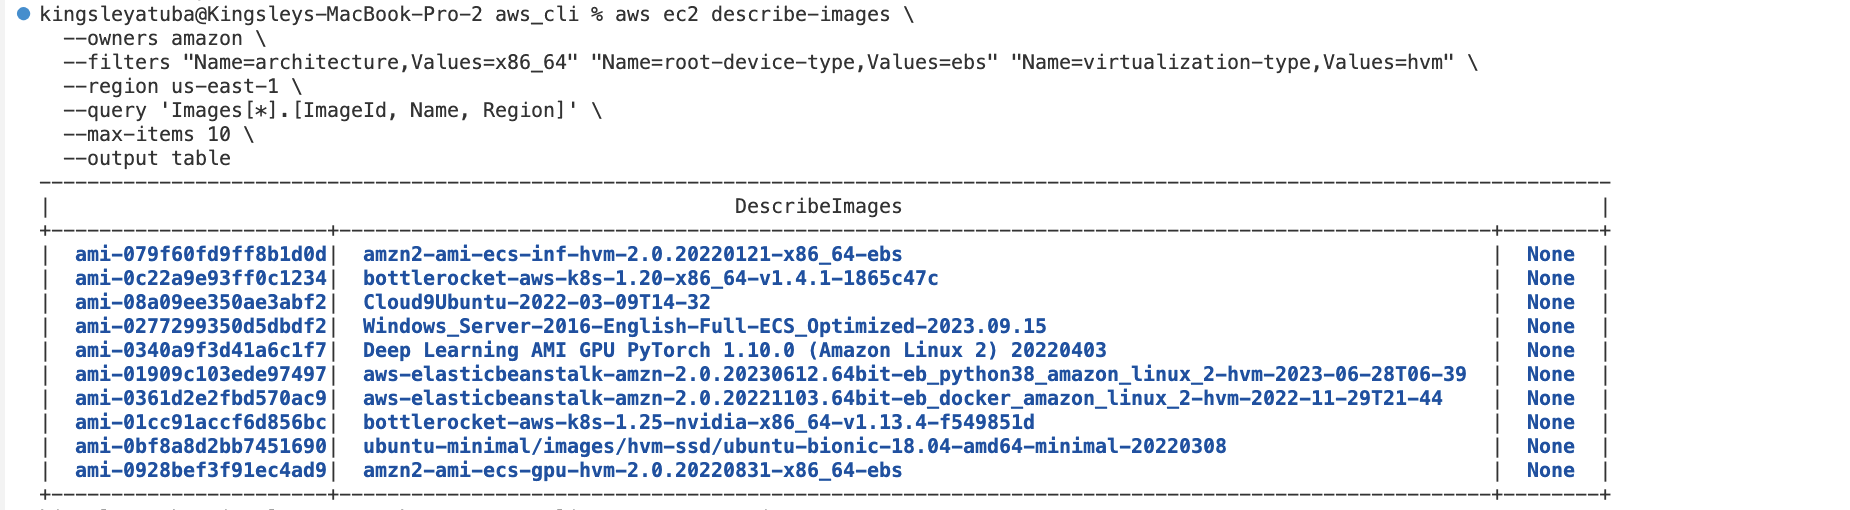 kingsleyatuba@Kingsleys-MacBook-Pro-2 aws_cli % aws ec2 describe-images \
--owners amazon \
--filters "Name=architecture,Values=x86_64" "Name=root-device-type,Values=ebs" "Name=virtualization-type,Values=hvm" \
--region us-east-1 \
--query 'Images[*].[ImageId, Name, Region]' \
--max-items 10 \
--output table
DescribeImages
ami-079f60fd9ff8b1d0d| amzn2-ami-ecs-inf-hvm-2.0.20220121-x86_64-ebs | None |
ami-0c22a9e93ff0c1234| bottlerocket-aws-k8s-1.20-x86_64-v1.4.1-1865c47c | None |
ami-08a09ee350ae3abf2| Cloud9Ubuntu-2022-03-09T14-32 | None |
ami-0277299350d5dbdf2| Windows_Server-2016-English-Full-ECS_Optimized-2023.09.15 | None |
ami-0340a9f3d41a6c1f7| Deep Learning AMI GPU PyTorch 1.10.0 (Amazon Linux 2) 20220403 | None |
ami-01909c103ede97497| aws-elasticbeanstalk-amzn-2.0.20230612.64bit-eb_python38_amazon_linux_2-hvm-2023-06-28T06-39 | None |
ami-0361d2e2fbd570ac9| aws-elasticbeanstalk-amzn-2.0.20221103.64bit-eb_docker_amazon_linux_2-hvm-2022-11-29T21-44 | None |
ami-01cc91accf6d856bc| bottlerocket-aws-k8s-1.25-nvidia-x86_64-v1.13.4-f549851d | None |
ami-0bf8a8d2bb7451690| ubuntu-minimal/images/hvm-ssd/ubuntu-bionic-18.04-amd64-minimal-20220308 | None |
ami-0928bef3f91ec4ad9| amzn2-ami-ecs-gpu-hvm-2.0.20220831-x86_64-ebs | None |